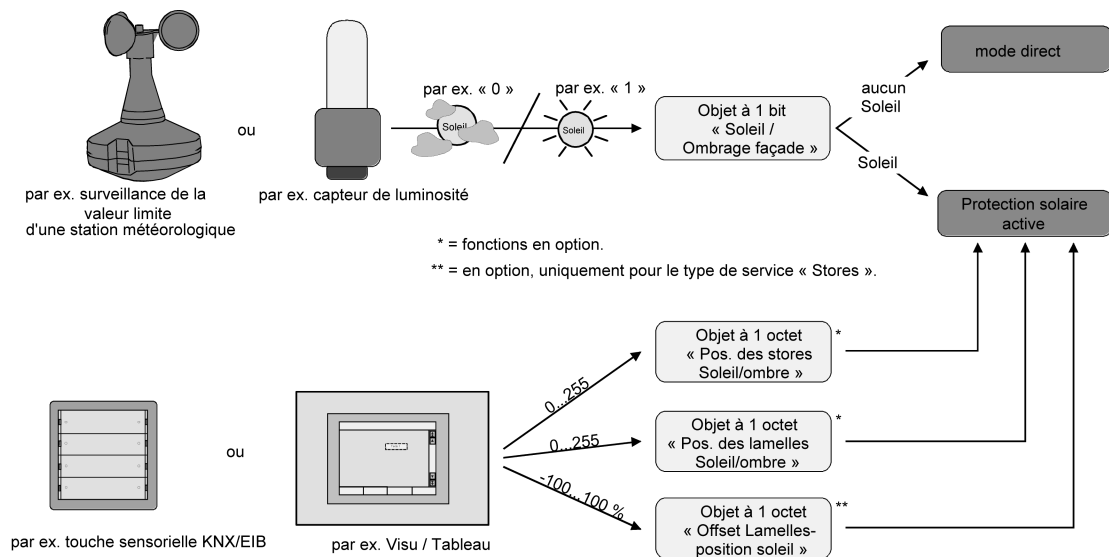 mode direct
par ex. « 0 »
par ex. « 1 »
aucun
Soleil
ou
Soleil
Soleil
Objet à 1 bit
« Soleil /
Ombrage façade »
Soleil
par ex. surveillance de la
valeur limite
d'une station météorologique
par ex. capteur de luminosité
Protection solaire
active
* = fonctions en option.
** = en option, uniquement pour le type de service « Stores ».
Objet à 1 octet
« Pos. des stores
Soleil/ombre »
*
0...255
ou
0...255
Objet à 1 octet
« Pos. des lamelles
Soleil/ombre »
*
-100...100 %
Objet à 1 octet
« Offset Lamelles-
position soleil »
**
par ex. touche sensorielle KNX/EIB
par ex. Visu / Tableau